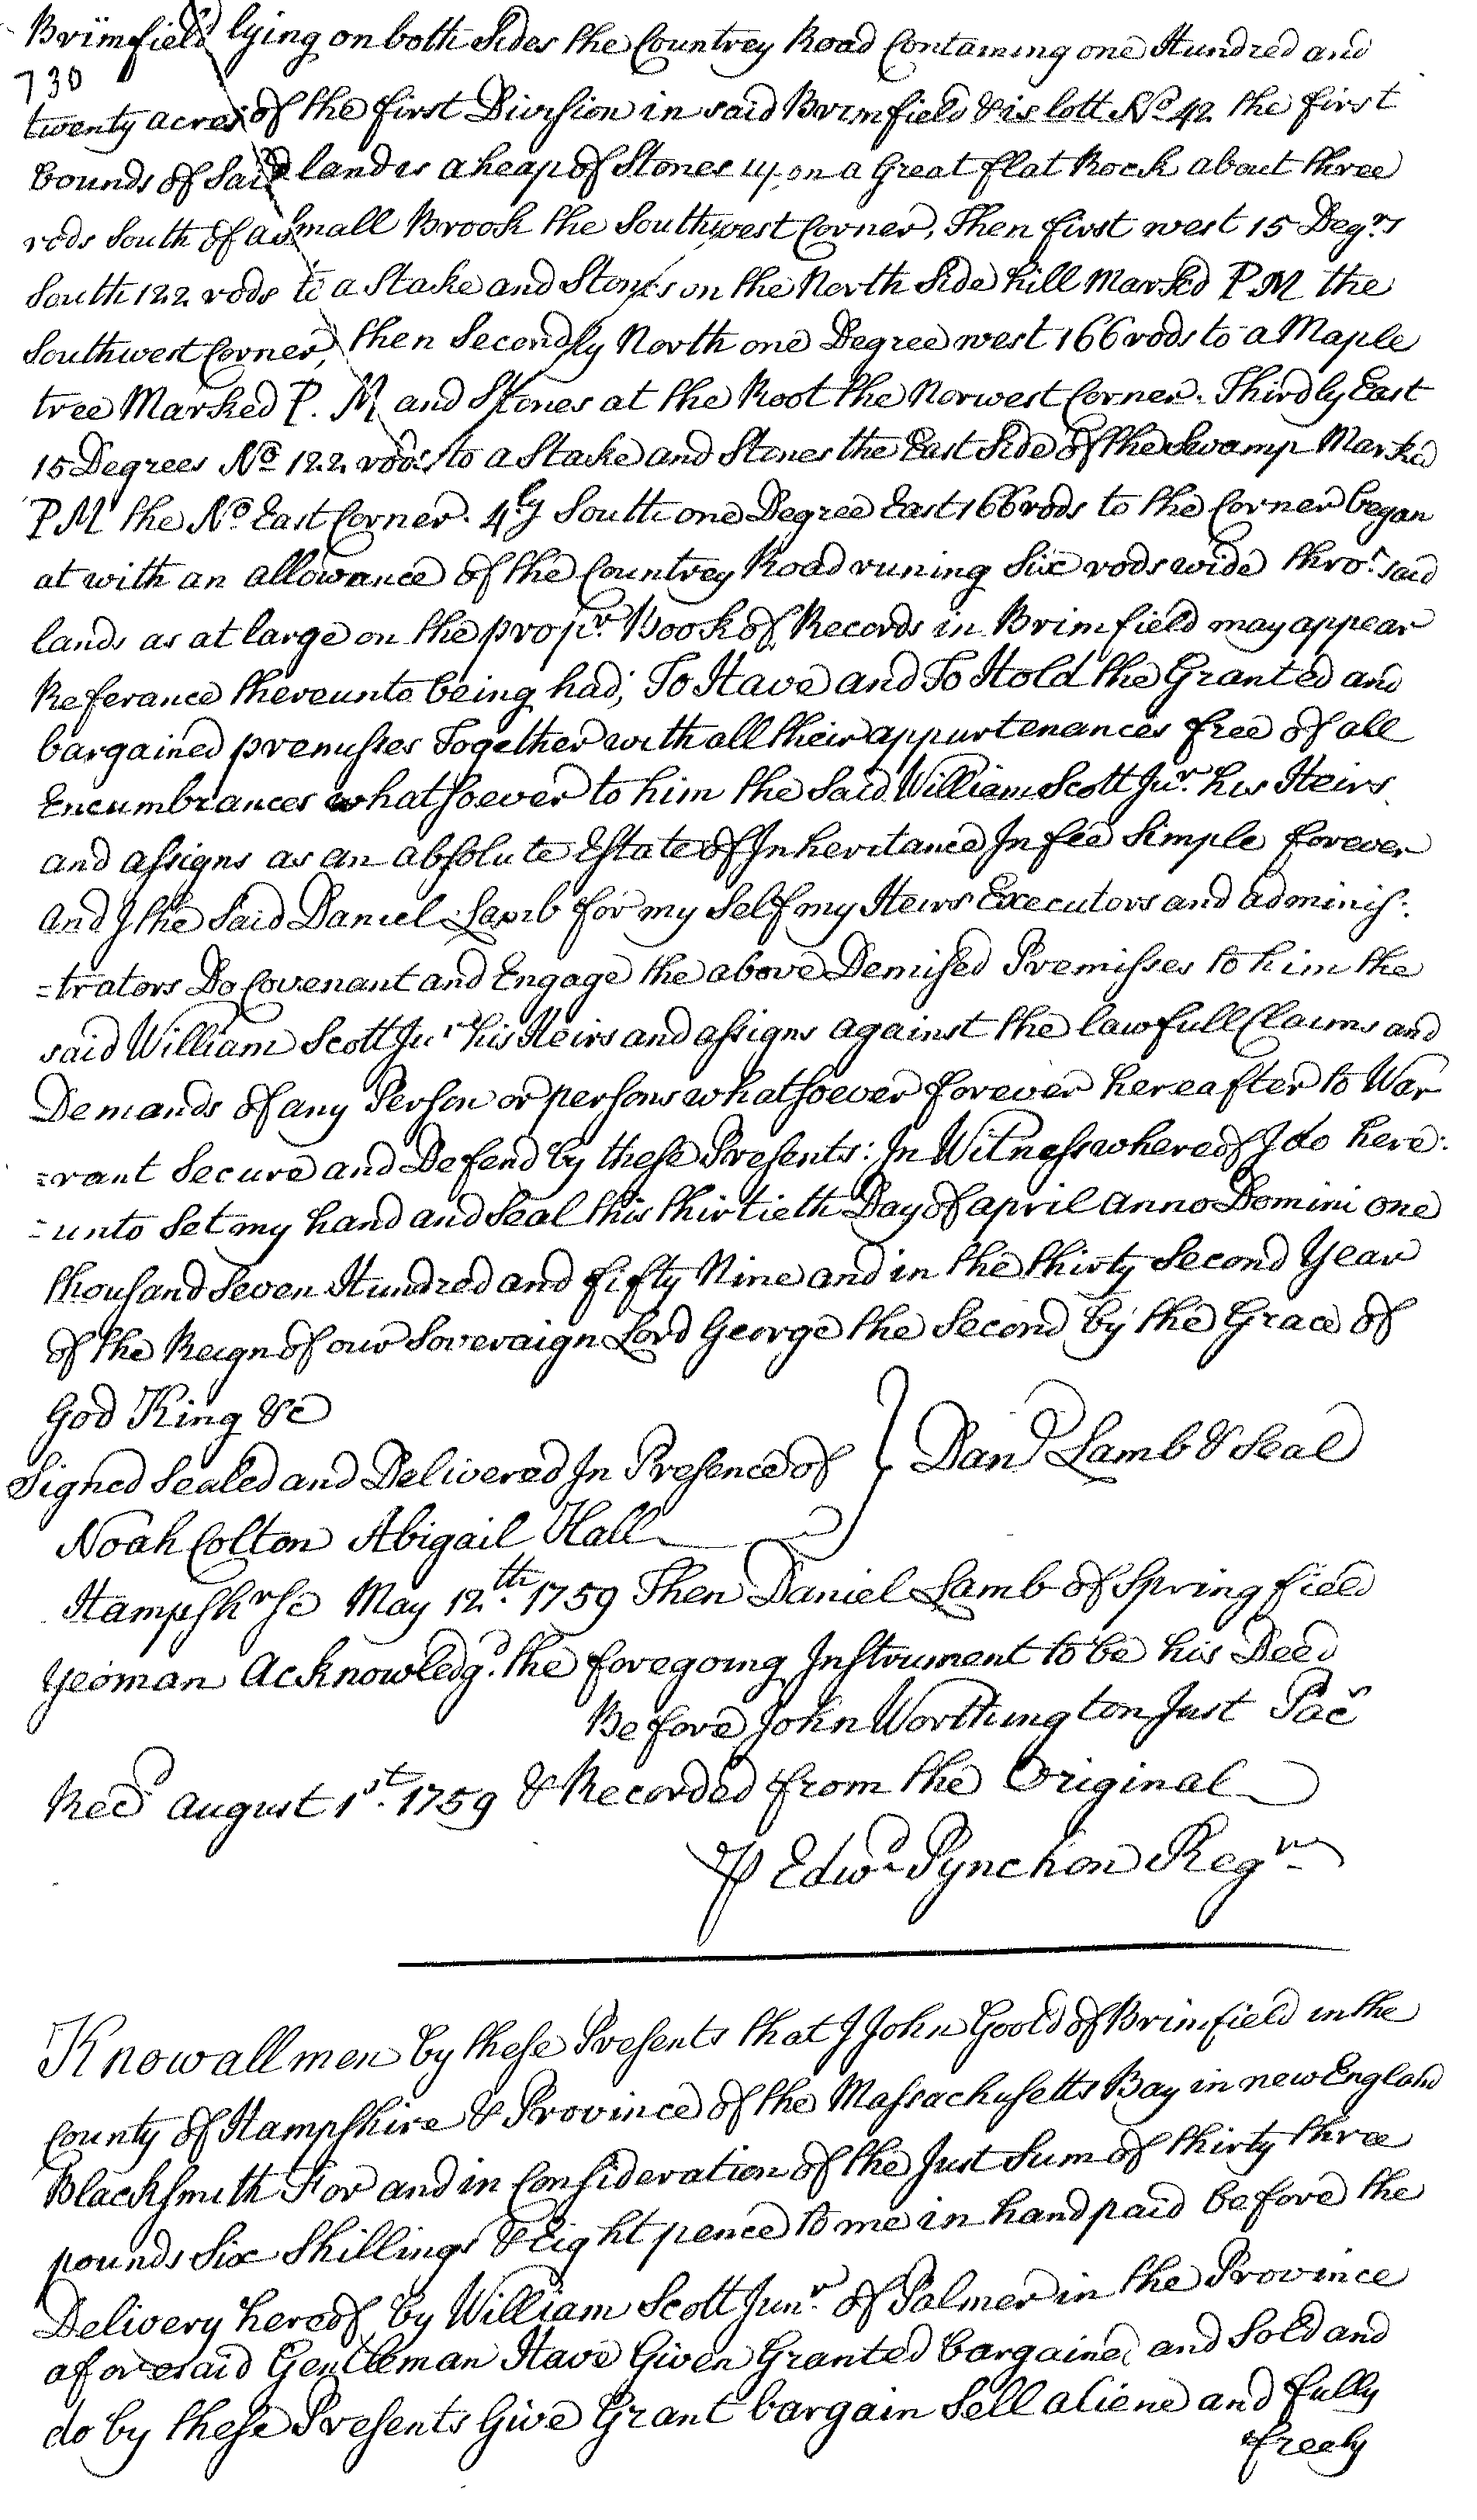 Brimfield lying on both Sides the Countrey Road Containing one Hundred and
730
twenty acres of the first Division in said Brimfield & is lott No 42 the first
bounds of said land is a heap of Stones upon a Great flat Rock about three
rods South of a Small Brook the Southwest Corner, Then first west 15 Degrs
South 122 rods to a Stake and Stones on the North Side hill Marked P M the
Southwest Corner, then Secondly North one Degree west 166 rods to a Maple
tree Marked P. M and Stones at the Root the Norwest Corner. Thirdly East
15 Degrees No 122 rods to a Stake and Stones the East Side of the Swamp Marked
P M the No East Corner. 4ly South one Degree East 166 rods to the Corner began
at with an allowance of the Countrey Road runing Six rods wide thro' said
lands as at large on the propr. Book of Records in Brimfield may appear
Referance thereunto being had; To Have and To Hold the Granted and
bargained premisses Together with all their appurtenances free of all
Encumbrances whatsoever to him the Said William Scott Jur. his Heirs
and assigns as an absolute Estate of Inheritance In fee Simple forever
And I the Said Daniel Lamb for my Self my Heirs Executors and adminis:
=trators Do Covenant and Engage the above Demised Premisses to him the
said William Scott Jur his Heirs and assigns against the lawfull Claims and
Demands of any Person or persons whatsoever forever hereafter to War
=rant Secure and Defend by these Presents: In Witness whereof I do here:
=unto Set my hand and Seal this thirtieth Day of april Anno Domini one
thousand Seven Hundred and fifty Nine and in the thirty Second Year
of the Reign of our Soveraign Lord George the Second by the Grace of
God King &c
Signed Sealed and Delivered In Presence of } Danl Lamb & Seal
Noah Colton Abigail Hall
Hampshr sc May 12th. 1759 Then Daniel Lamb of Springfield
Yeoman Acknowledgd. the foregoing Instrument to be his Deed
Before John Worthington Just Pac
Recd August 1st. 1759 & Recorded from the Original
P Edwd Pynchon Regr
Know all men by these Presents that I John Goold of Brimfield in the
County of Hampshire & Province of the Massachusetts Bay in new England
Blacksmith For and in Consideration of the Just Sum of thirty three
pounds Six Shillings & Eight pence to me in hand paid before the
Delivery hereof by William Scott Junr. of Palmer in the Province
aforesaid Gentleman Have Given Granted bargained and Sold and
do by these Presents Give Grant bargain Sell aliene and fully
freely